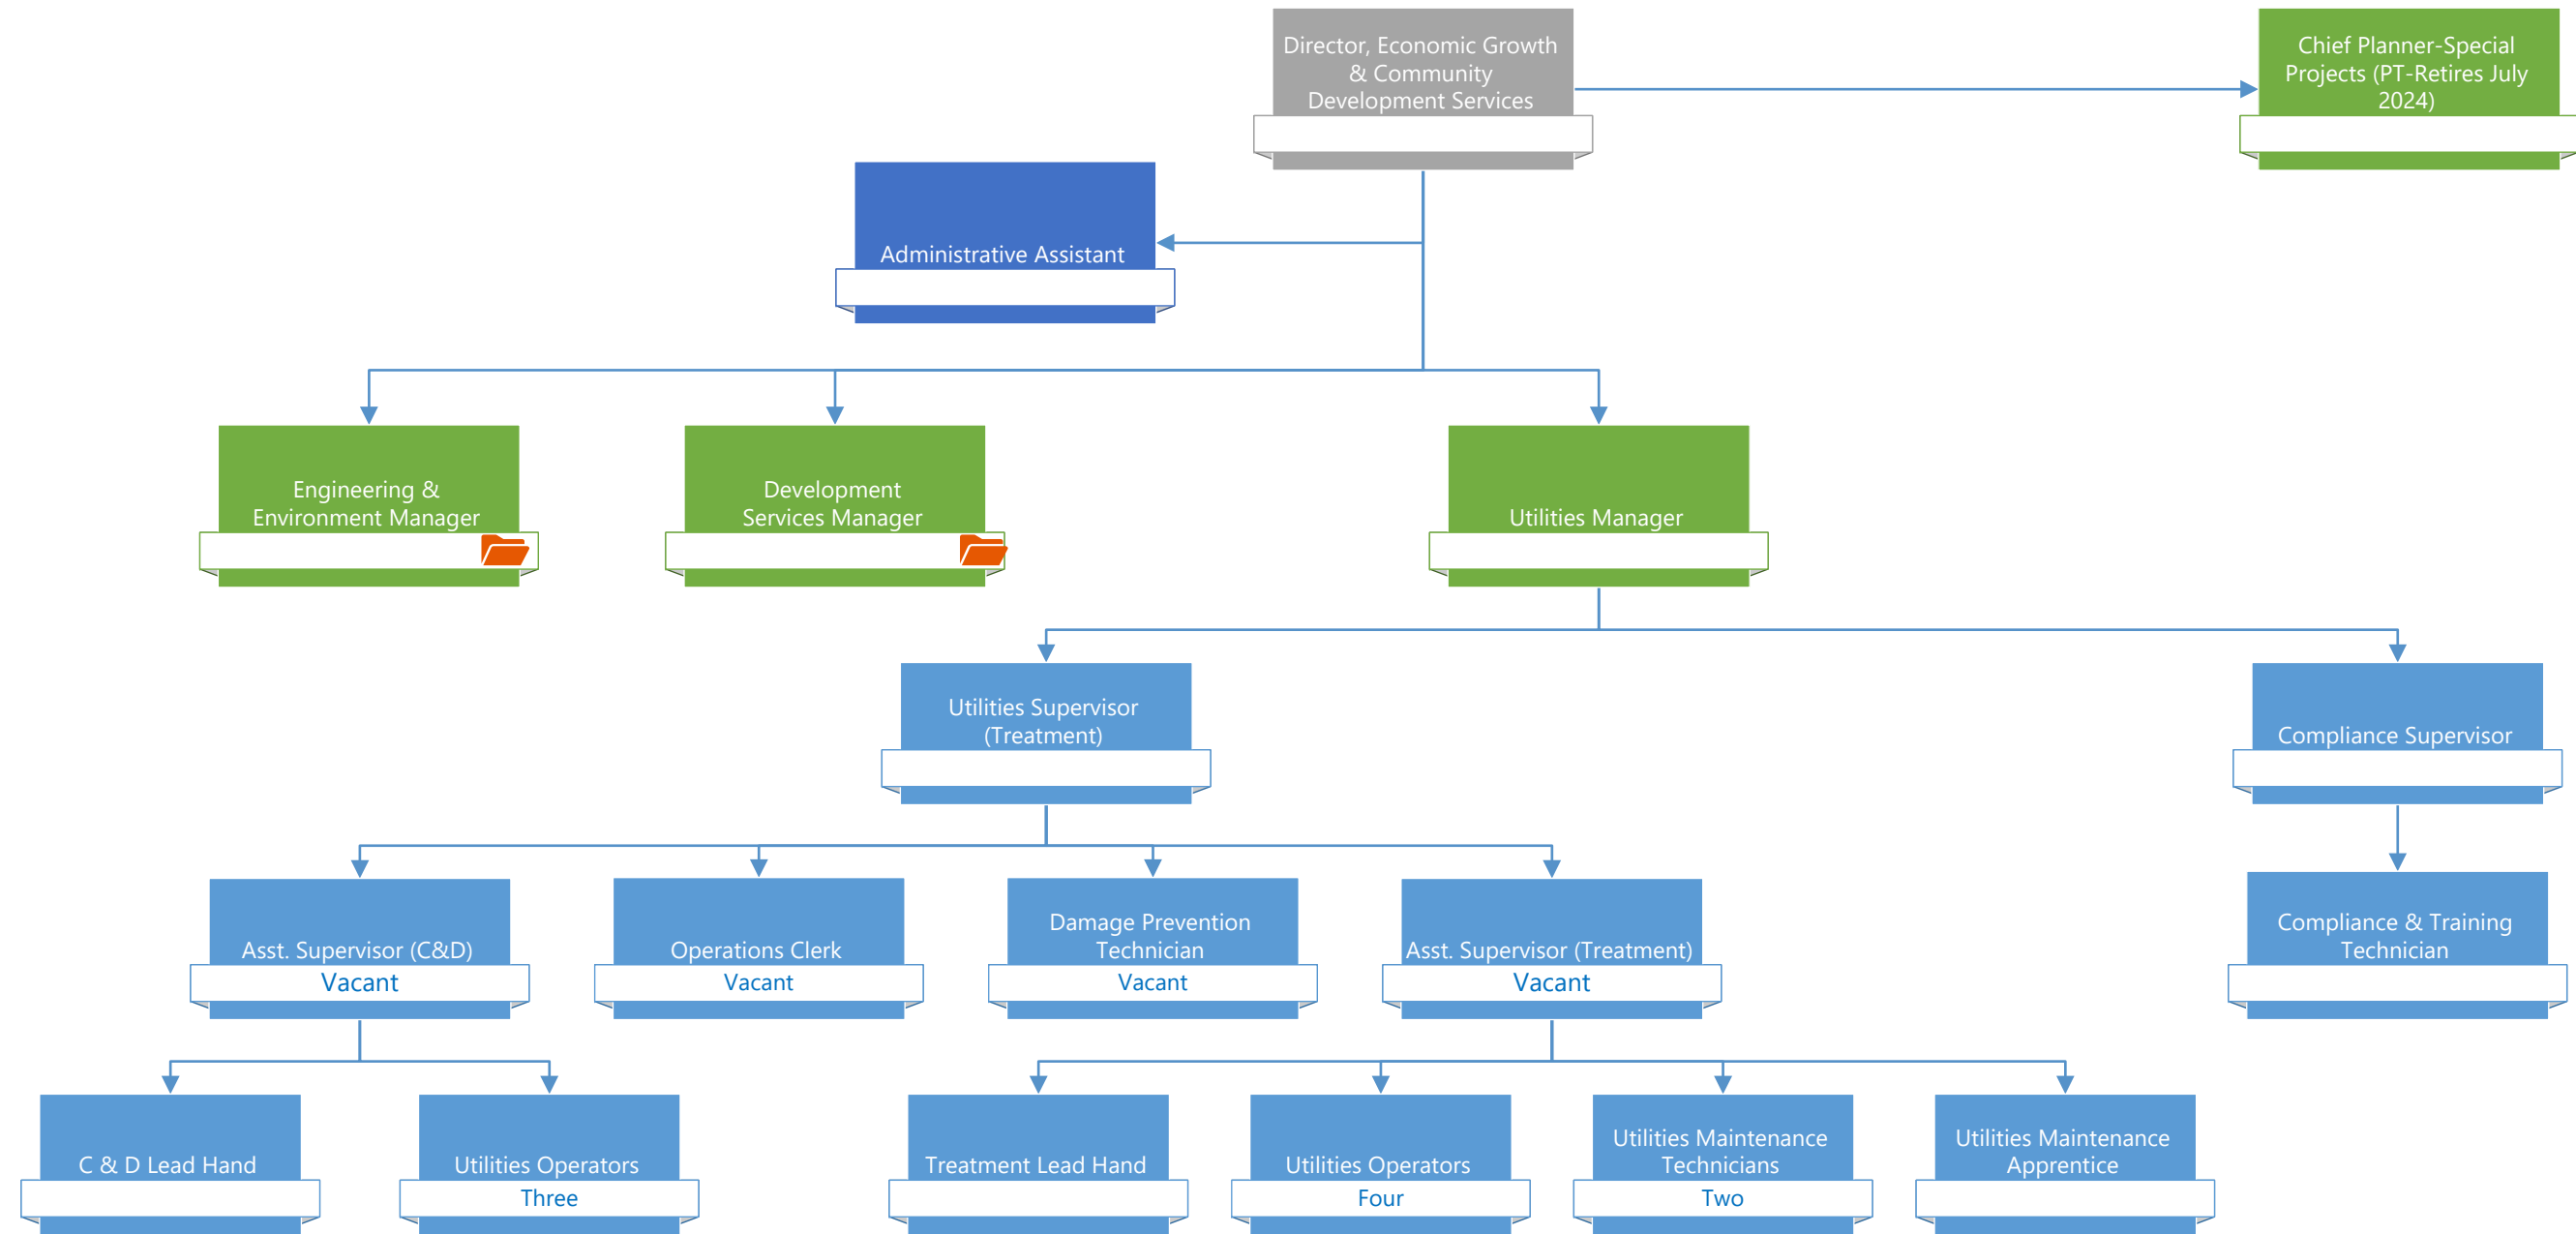 Director, Economic Growth
& Community
Development Services
Chief Planner-Special
Projects (PT-Retires July
2024)
Administrative Assistant
Engineering &
Environment Manager
Development
Services Manager
Utilities Manager
Utilities Supervisor
(Treatment)
Compliance Supervisor
Asst. Supervisor (C&D)
Vacant
Operations Clerk
Vacant
Damage Prevention
Technician
Vacant
Asst. Supervisor (Treatment)
Vacant
Compliance & Training
Technician
C & D Lead Hand
Utilities Operators
Three
Treatment Lead Hand
Utilities Operators
Four
Utilities Maintenance
Technicians
Two
Utilities Maintenance
Apprentice